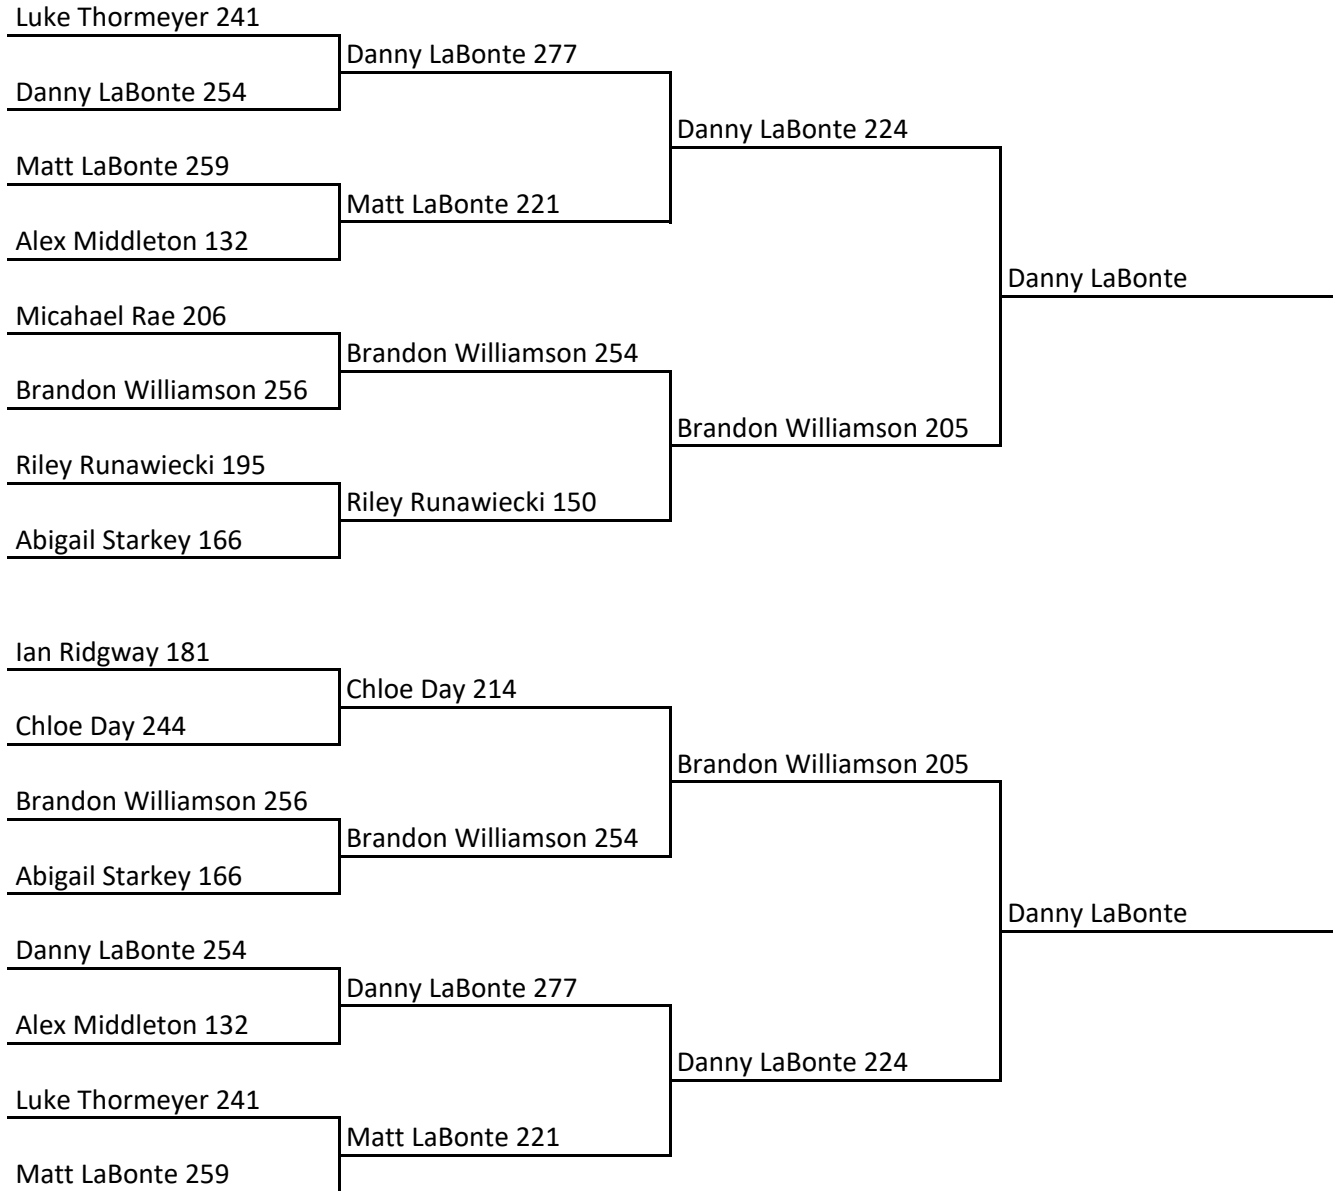 Luke Thormeyer 241
Danny LaBonte 277
Danny LaBonte 254
Danny LaBonte 224
Matt LaBonte 259
Matt LaBonte 221
Alex Middleton 132
Danny LaBonte
Micahael Rae 206
Brandon Williamson 254
Brandon Williamson 256
Brandon Williamson 205
Riley Runawiecki 195
Riley Runawiecki 150
Abigail Starkey 166
Ian Ridgway 181
Chloe Day 214
Chloe Day 244
Brandon Williamson 205
Brandon Williamson 256
Brandon Williamson 254
Abigail Starkey 166
Danny LaBonte
Danny LaBonte 254
Danny LaBonte 277
Alex Middleton 132
Danny LaBonte 224
Luke Thormeyer 241
Matt LaBonte 221
Matt LaBonte 259